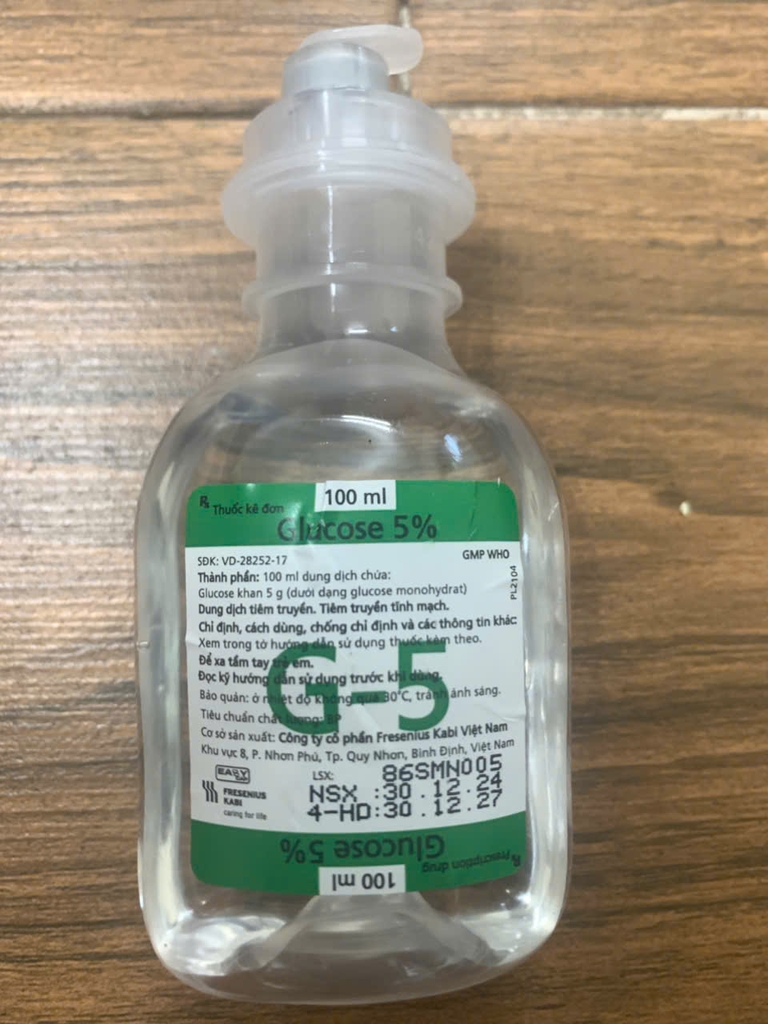 100 ml
℞ Thuốc kê đơn
Glucose 5%
SĐK: VD-28252-17
GMP WHO
Thành phần: 100 ml dung dịch chứa:
Glucose khan 5 g (dưới dạng glucose monohydrat)
Dung dịch tiêm truyền. Tiêm truyền tĩnh mạch.
Chỉ định, cách dùng, chống chỉ định và các thông tin khác:
Xem trong tờ hướng dẫn sử dụng thuốc kèm theo.
Để xa tầm tay trẻ em.
Đọc kỹ hướng dẫn sử dụng trước khi dùng.
Bảo quản: ở nhiệt độ không quá 30°C, tránh ánh sáng.
Tiêu chuẩn chất lượng: BP
Cơ sở sản xuất: Công ty cổ phần Fresenius Kabi Việt Nam
Khu vực 8, P. Nhơn Phú, Tp. Quy Nhơn, Bình Định, Việt Nam
PL2104
G-5
EASY
FRESENIUS
KABI
caring for life
LSX: 86SMN005
NSX :30.12.24
4-HD:30.12.27
℞ Prescription drug
Glucose 5%
100 ml